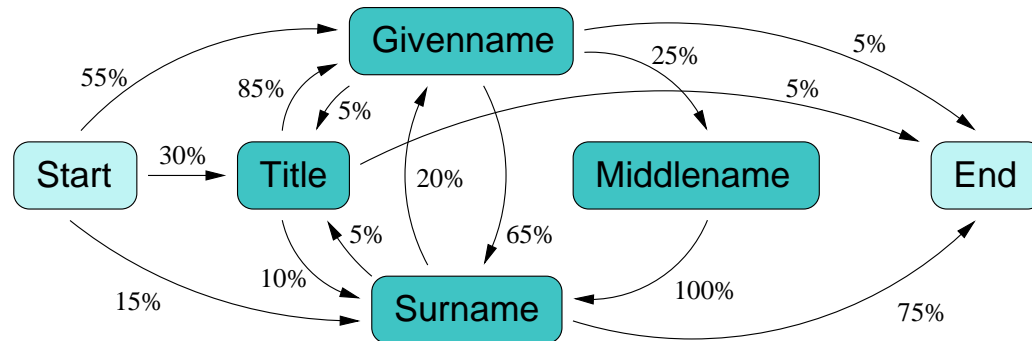 Givenname
5%
25%
55%
85%
5%
5%
30%
Start
Title
20%
Middlename
End
5%
65%
10%
15%
100%
75%
Surname